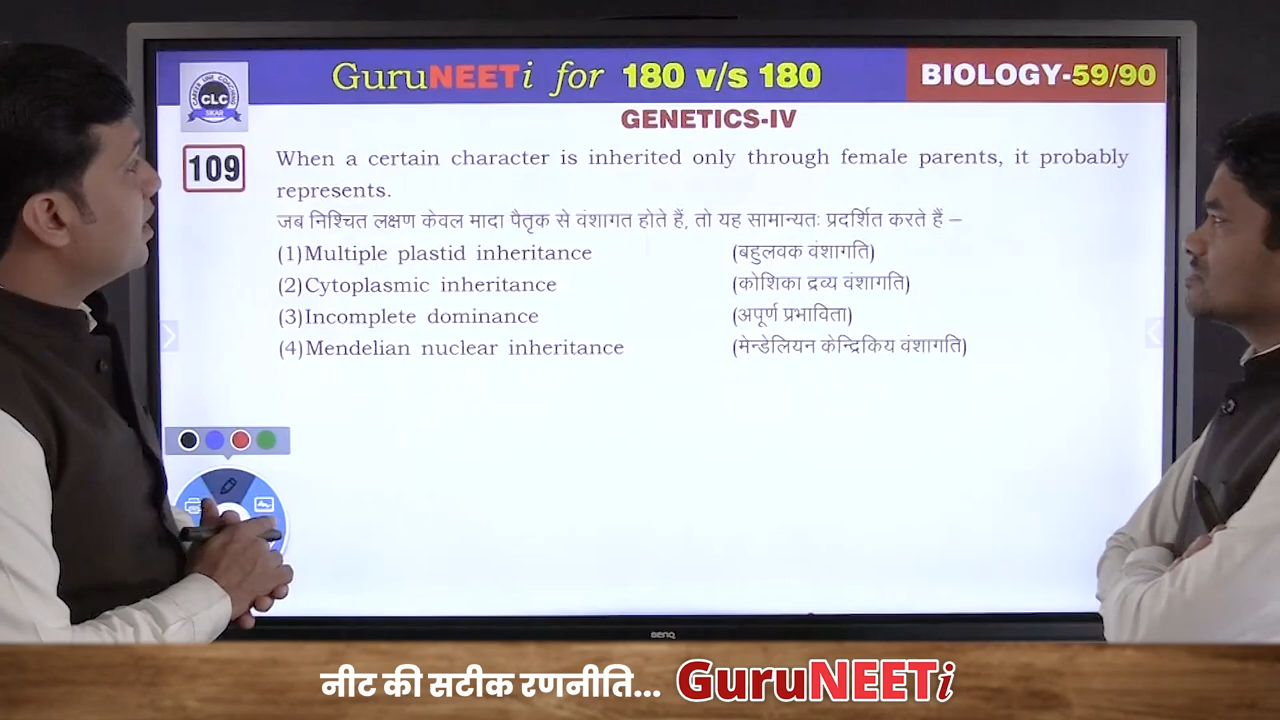 GuruNEETi for 180 v/s 180
BIOLOGY-59/90
CLC
SIKAR
GENETICS-IV
109
When a certain character is inherited only through female parents, it probably
represents.
जब निश्चित लक्षण केवल मादा पैतृक से वंशागत होते हैं, तो यह सामान्यतः प्रदर्शित करते हैं –
(1)Multiple plastid inheritance (बहुलवक वंशागति)
(2)Cytoplasmic inheritance (कोशिका द्रव्य वंशागति)
(3)Incomplete dominance (अपूर्ण प्रभाविता)
(4)Mendelian nuclear inheritance (मेन्डेलियन केन्द्रिकिय वंशागति)
BENQ
नीट की सटीक रणनीति... GuruNEETi